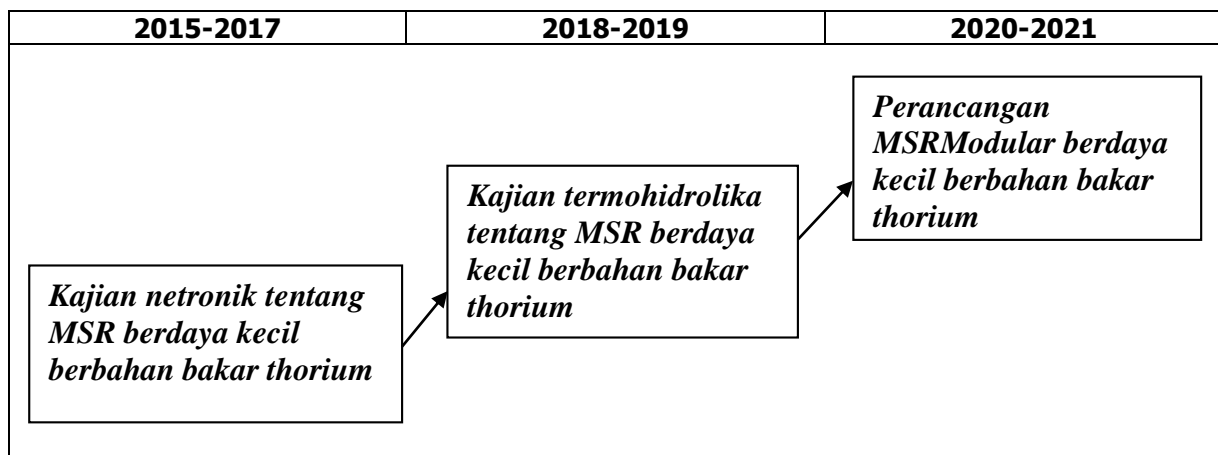 2015-2017
2018-2019
2020-2021
Kajian netronik tentang
MSR berdaya kecil
berbahan bakar thorium
Kajian termohidrolika
tentang MSR berdaya
kecil berbahan bakar
thorium
Perancangan
MSRModular berdaya
kecil berbahan bakar
thorium